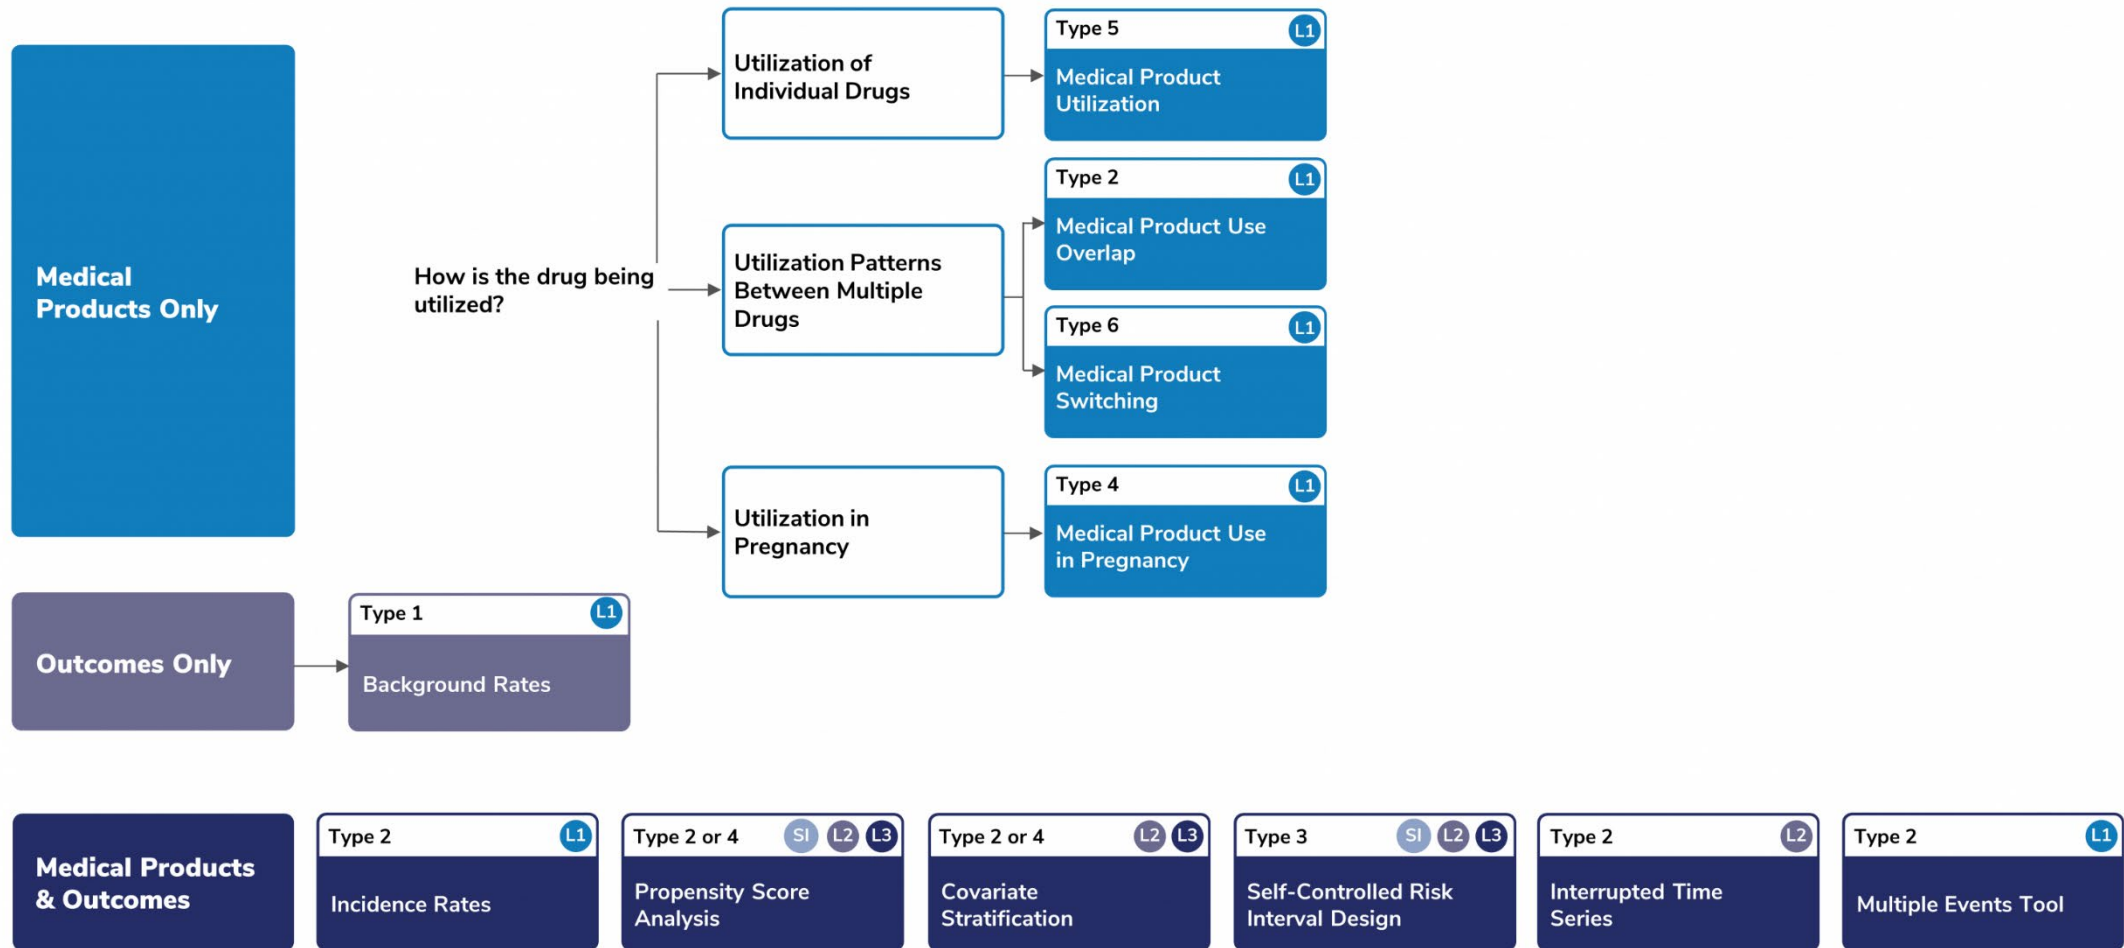 Medical
Products Only
How is the drug being
utilized?
Utilization of
Individual Drugs
Type 5
L1
Medical Product
Utilization
Utilization Patterns
Between Multiple
Drugs
Type 2
L1
Medical Product Use
Overlap
Type 6
L1
Medical Product
Switching
Utilization in
Pregnancy
Type 4
L1
Medical Product Use
in Pregnancy
Outcomes Only
Type 1
L1
Background Rates
Medical Products
& Outcomes
Type 2
L1
Incidence Rates
Type 2 or 4
SI L2 L3
Propensity Score
Analysis
Type 2 or 4
L2 L3
Covariate
Stratification
Type 3
SI L2 L3
Self-Controlled Risk
Interval Design
Type 2
L2
Interrupted Time
Series
Type 2
L1
Multiple Events Tool